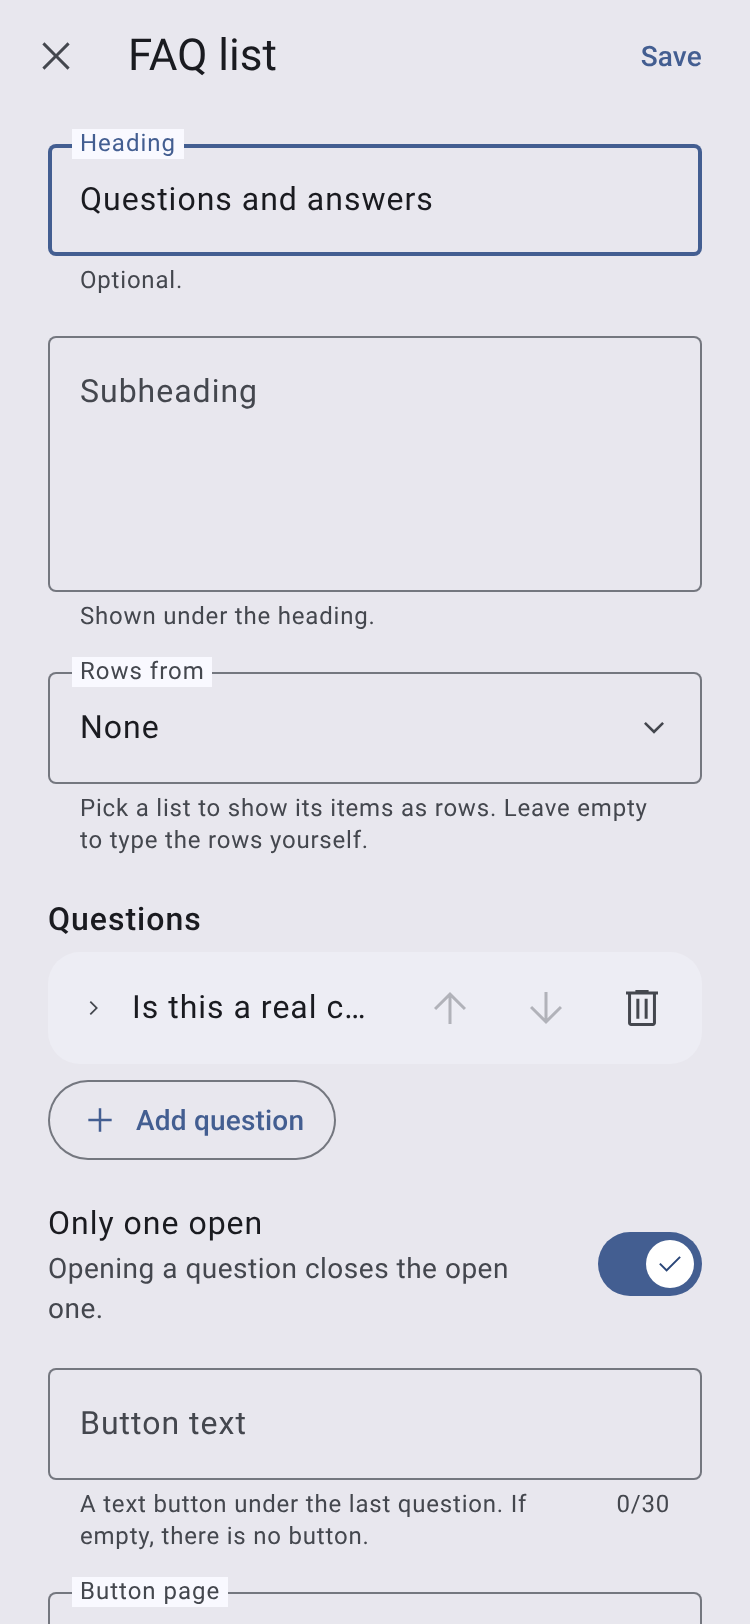 FAQ list
Save
Heading
Questions and answers
Optional.
Subheading
Shown under the heading.
Rows from
None
Pick a list to show its items as rows. Leave empty
to type the rows yourself.
Questions
Is this a real c…
Add question
Only one open
Opening a question closes the open
one.
Button text
A text button under the last question. If
empty, there is no button.
0/30
Button page